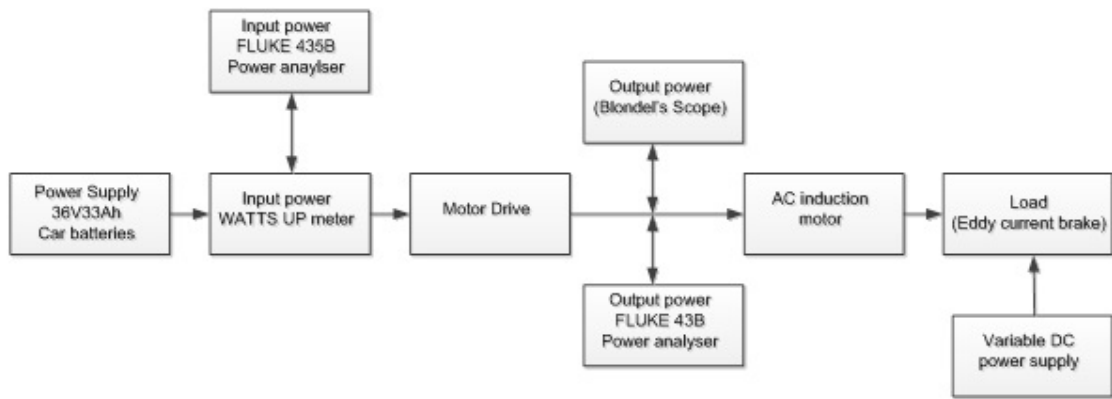 Input power
FLUKE 435B
Power anaylser
Output power
(Blondel's Scope)
Power Supply
36V33Ah
Car batteries
Input power
WATTS UP meter
Motor Drive
AC induction
motor
Load
(Eddy current brake)
Output power
FLUKE 43B
Power analyser
Variable DC
power supply